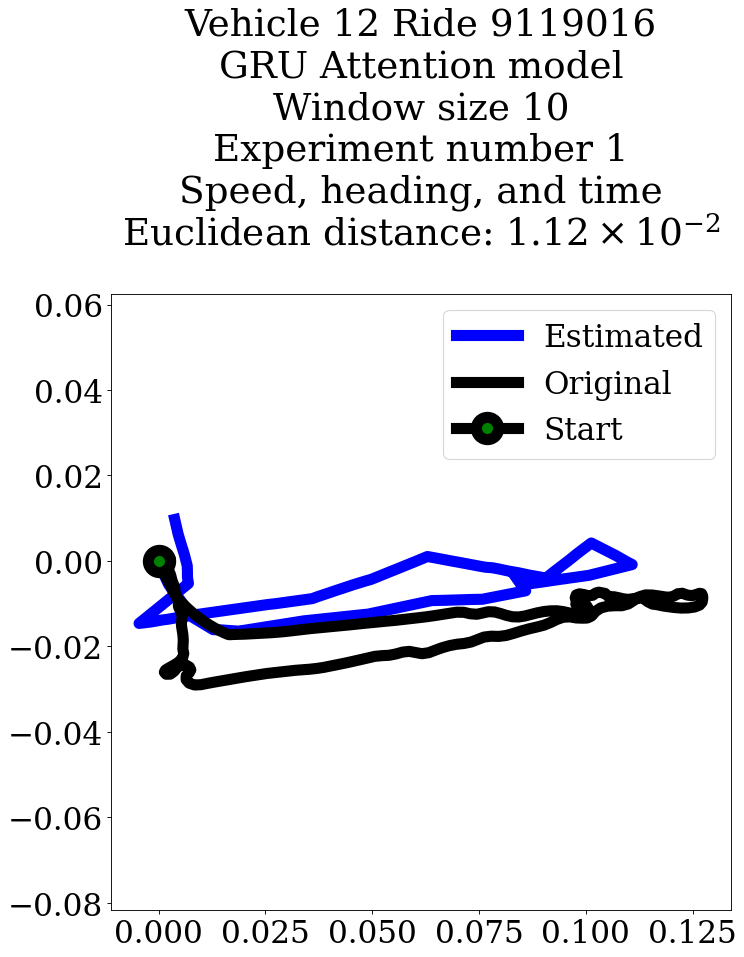 Vehicle 12 Ride 9119016
GRU Attention model
Window size 10
Experiment number 1
Speed, heading, and time
Euclidean distance: 1.12 × 10⁻²
Estimated
Original
Start
0.06
0.04
0.02
0.00
−0.02
−0.04
−0.06
−0.08
0.000 0.025 0.050 0.075 0.100 0.125